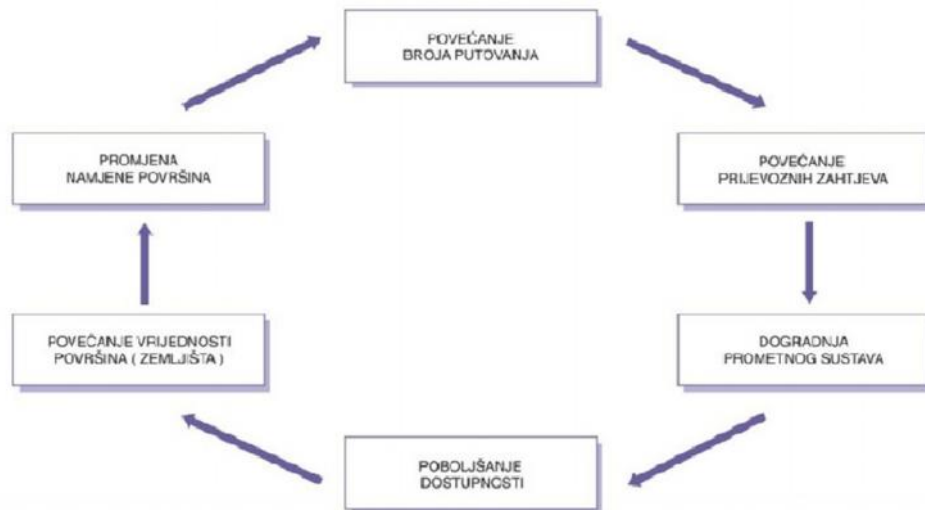 POVEĆANJE
BROJA PUTOVANJA
POVEĆANJE
PRIJEVOZNIH ZAHTJEVA
DOGRADNJA
PROMETNOG SUSTAVA
POBOLJŠANJE
DOSTUPNOSTI
POVEĆANJE VRIJEDNOSTI
POVRŠINA ( ZEMLJIŠTA )
PROMJENA
NAMJENE POVRŠINA